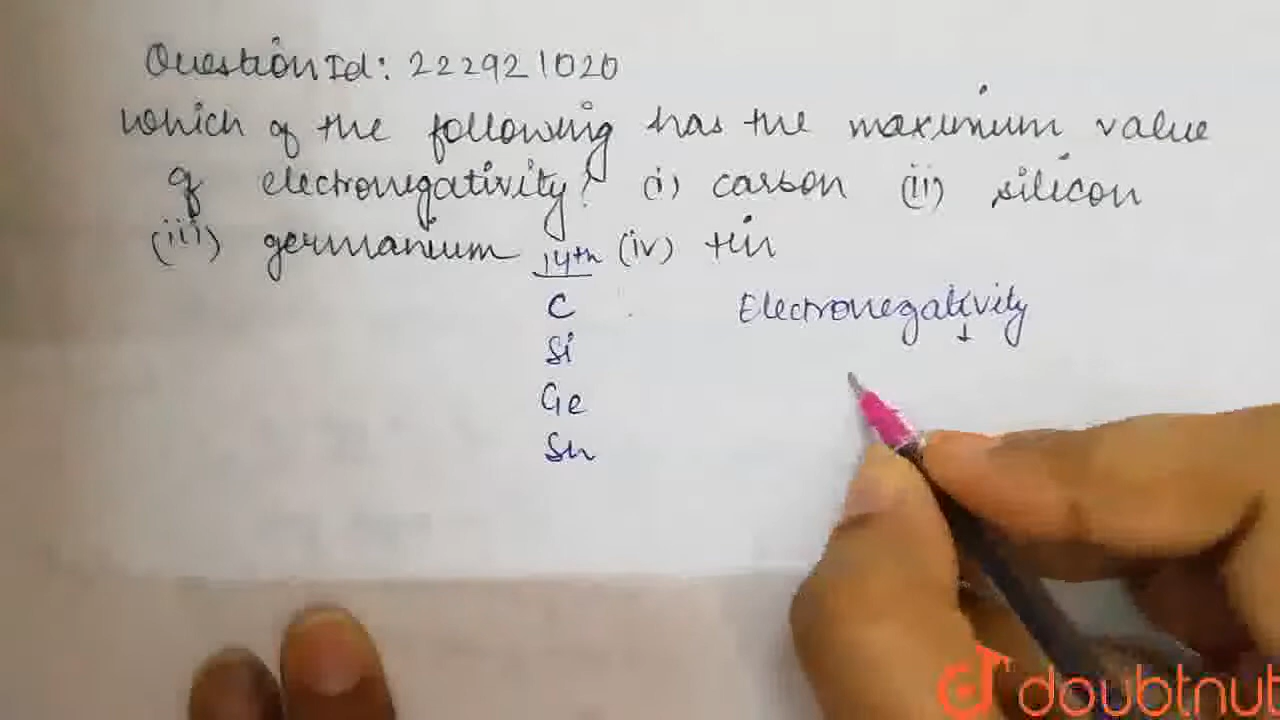 Question Id: 222921020
which of the following has the maximum value
of electronegativity? (i) carbon (ii) silicon
(iii) germanium (iv) tin
14th
C
Si
Ge
Sn
Electronegativity
↓
doubtnut